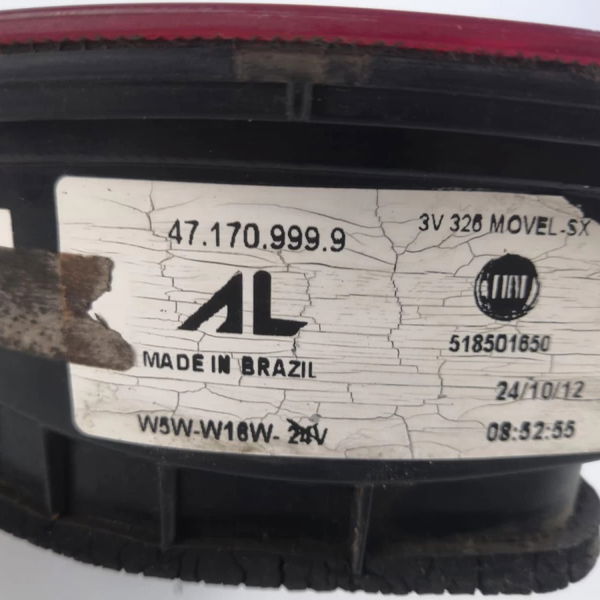 47.170.999.9
3V 326 MOVEL-SX
AL
FIAT
518501650
MADE IN BRAZIL
24/10/12
W5W-W16W- 24V
08:52:55